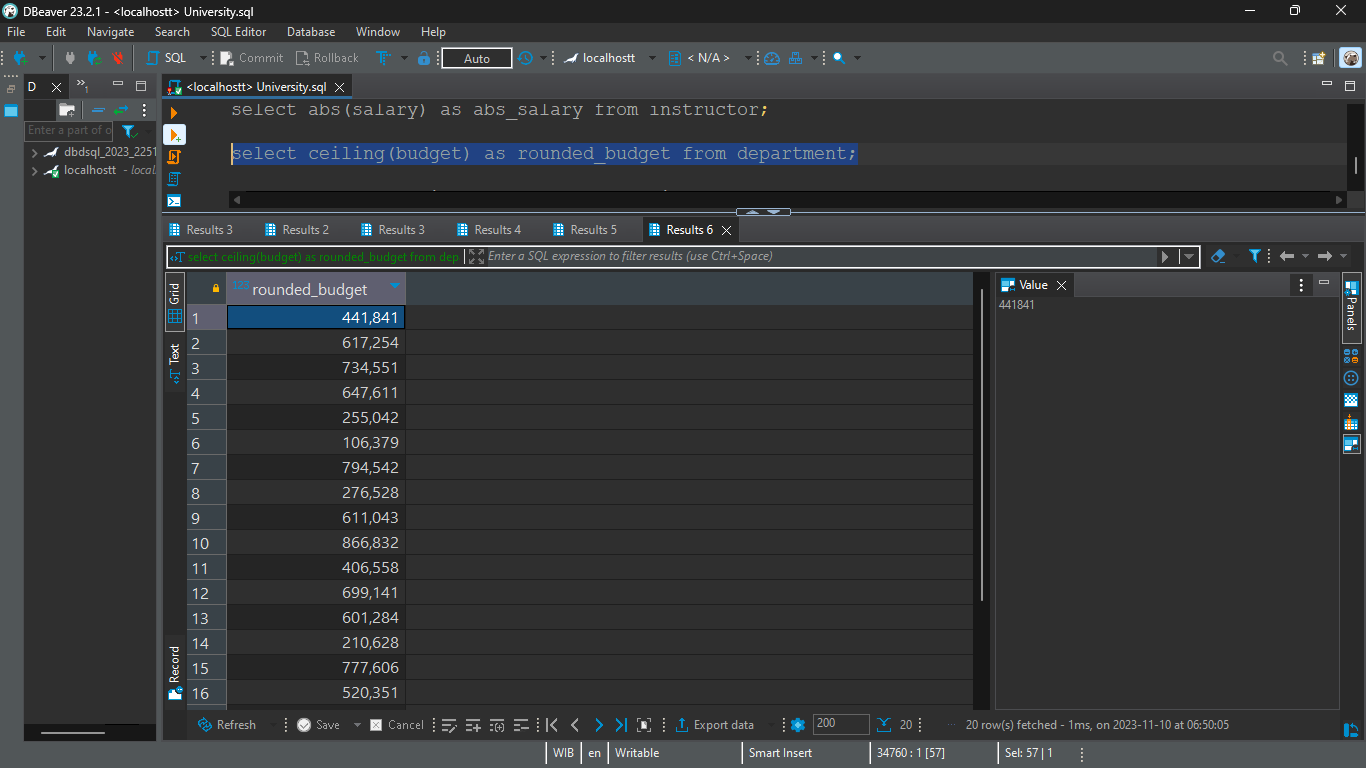 DBeaver 23.2.1 - <localhostt> University.sql
File Edit Navigate Search SQL Editor Database Window Help
SQL Commit Rollback Auto localhostt < N/A >
D 1 <localhostt> University.sql
Enter a part of o
dbdsql_2023_2251
localhostt - local
select abs(salary) as abs_salary from instructor;
select ceiling(budget) as rounded_budget from department;
Results 3 Results 2 Results 3 Results 4 Results 5 Results 6
select ceiling(budget) as rounded_budget from dep Enter a SQL expression to filter results (use Ctrl+Space)
Grid
Text
Record
123 rounded_budget
1 441,841
2 617,254
3 734,551
4 647,611
5 255,042
6 106,379
7 794,542
8 276,528
9 611,043
10 866,832
11 406,558
12 699,141
13 601,284
14 210,628
15 777,606
16 520,351
Value
441841
Panels
Refresh Save Cancel Export data 200 20 ... 20 row(s) fetched - 1ms, on 2023-11-10 at 06:50:05
WIB en Writable Smart Insert 34760 : 1 [57] Sel: 57 | 1